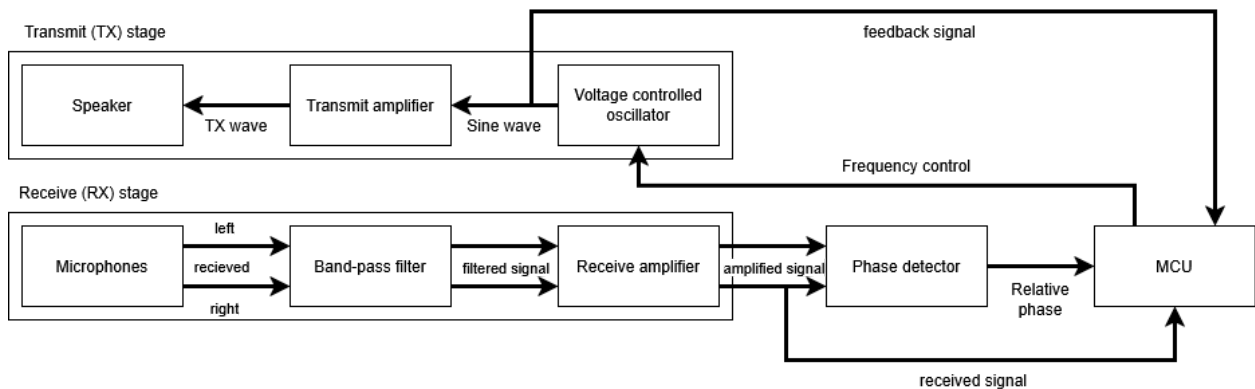 Transmit (TX) stage
feedback signal
Speaker
Transmit amplifier
Voltage controlled
oscillator
TX wave
Sine wave
Frequency control
Receive (RX) stage
left
Microphones
recieved
Band-pass filter
filtered signal
Receive amplifier
amplified signal
Phase detector
MCU
right
Relative
phase
received signal